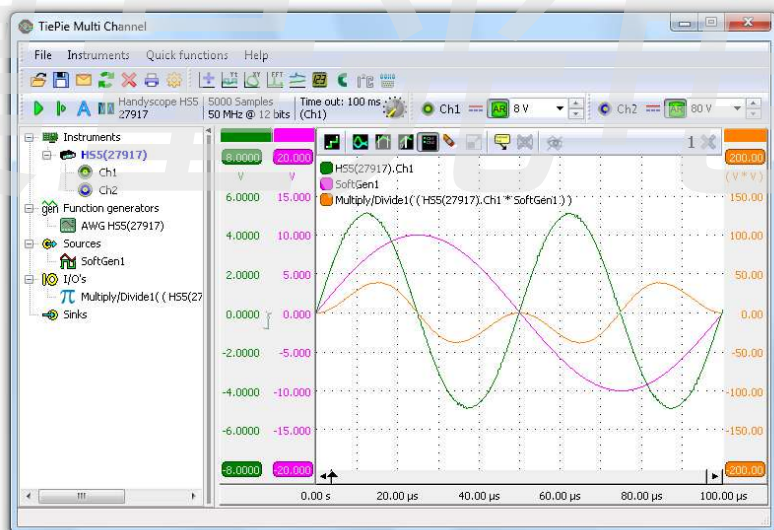 TiePie Multi Channel
File Instruments Quick functions Help
Handyscope HS5
27917
5000 Samples
50 MHz @ 12 bits
Time out: 100 ms
(Ch1)
Ch1
AR
8 V
Ch2
AR
80 V
Instruments
HS5(27917)
Ch1
Ch2
Function generators
AWG HS5(27917)
Sources
SoftGen1
I/O's
Multiply/Divide1( ( HS5(27
Sinks
8.0000
V
6.0000
4.0000
2.0000
0.0000
-2.0000
-4.0000
-6.0000
-8.0000
20.000
V
15.000
10.000
5.000
0.000
-5.000
-10.000
-15.000
-20.000
1
HS5(27917).Ch1
SoftGen1
Multiply/Divide1( ( HS5(27917).Ch1 * SoftGen1 ) )
200.00
( V * V )
150.00
100.00
50.00
0.00
-50.00
-100.00
-150.00
-200.00
0.00 s 20.00 µs 40.00 µs 60.00 µs 80.00 µs 100.00 µs